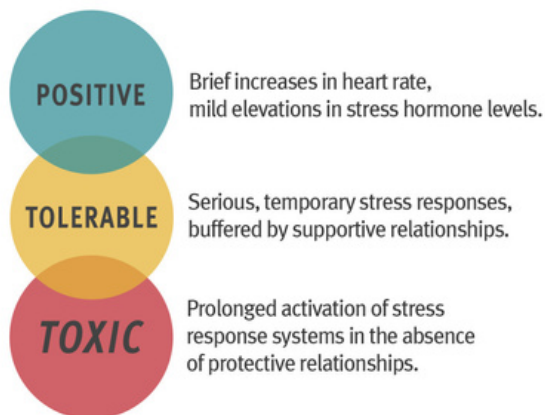 POSITIVE
Brief increases in heart rate,
mild elevations in stress hormone levels.
TOLERABLE
Serious, temporary stress responses,
buffered by supportive relationships.
TOXIC
Prolonged activation of stress
response systems in the absence
of protective relationships.